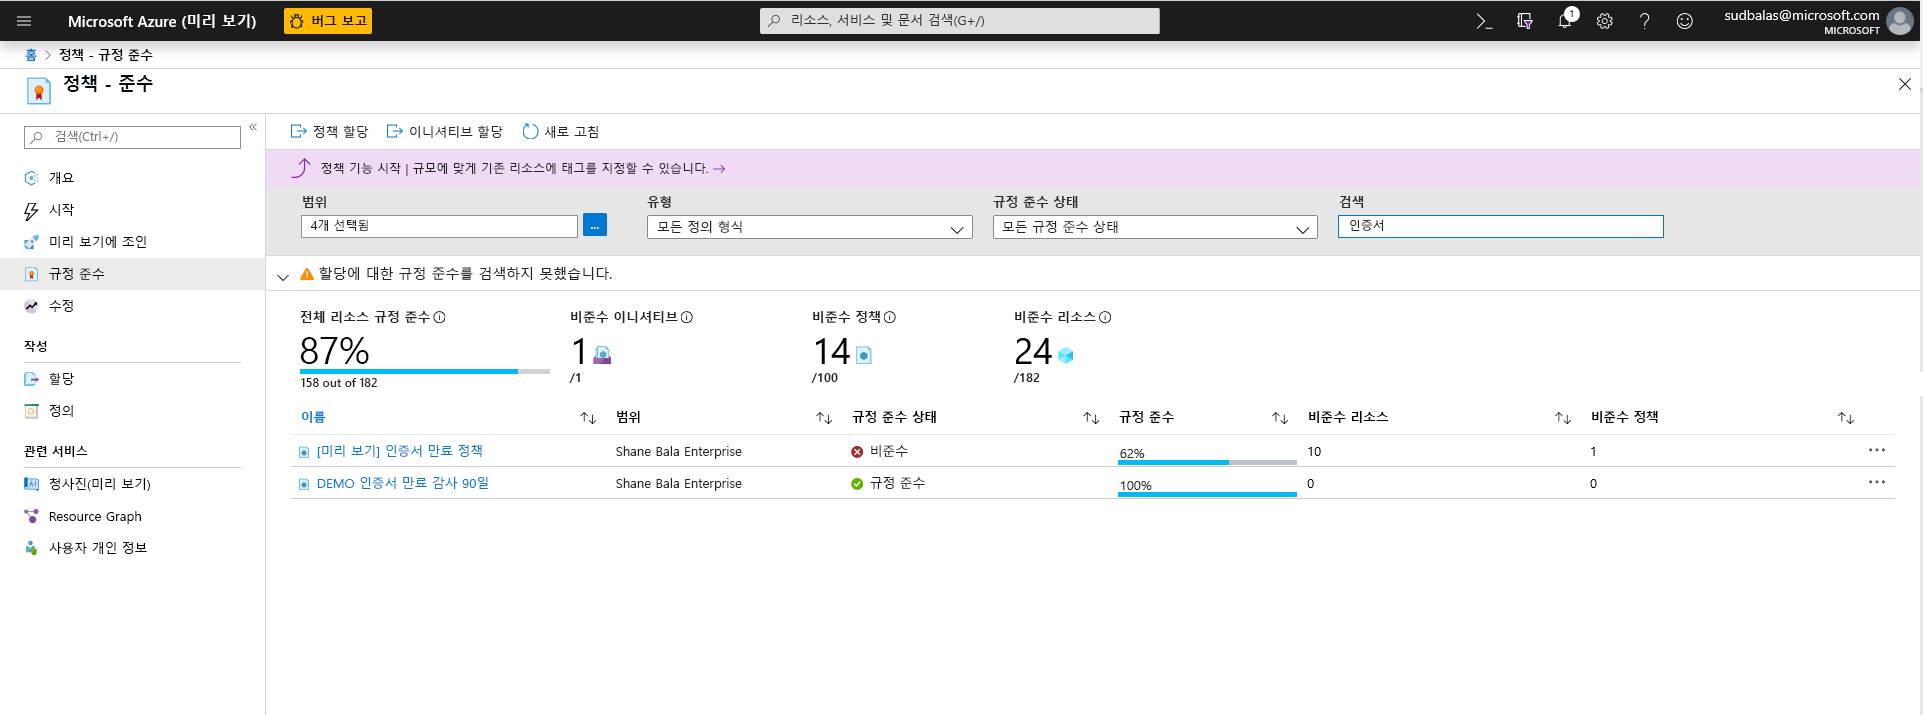 Microsoft Azure (미리 보기)
버그 보고
리소스, 서비스 및 문서 검색(G+/)
1
sudbalas@microsoft.com
MICROSOFT
홈 > 정책 - 규정 준수
정책 - 준수
검색(Ctrl+/)
«
개요
시작
미리 보기에 조인
규정 준수
수정
작성
할당
정의
관련 서비스
청사진(미리 보기)
Resource Graph
사용자 개인 정보
정책 할당
이니셔티브 할당
새로 고침
정책 기능 시작 | 규모에 맞게 기존 리소스에 태그를 지정할 수 있습니다. →
범위
4개 선택됨
...
유형
모든 정의 형식
규정 준수 상태
모든 규정 준수 상태
검색
인증서
할당에 대한 규정 준수를 검색하지 못했습니다.
전체 리소스 규정 준수
87%
158 out of 182
비준수 이니셔티브
1
/1
비준수 정책
14
/100
비준수 리소스
24
/182
이름 범위 규정 준수 상태 규정 준수 비준수 리소스 비준수 정책
[미리 보기] 인증서 만료 정책 Shane Bala Enterprise 비준수 62% 10 1 ...
DEMO 인증서 만료 감사 90일 Shane Bala Enterprise 규정 준수 100% 0 0 ...